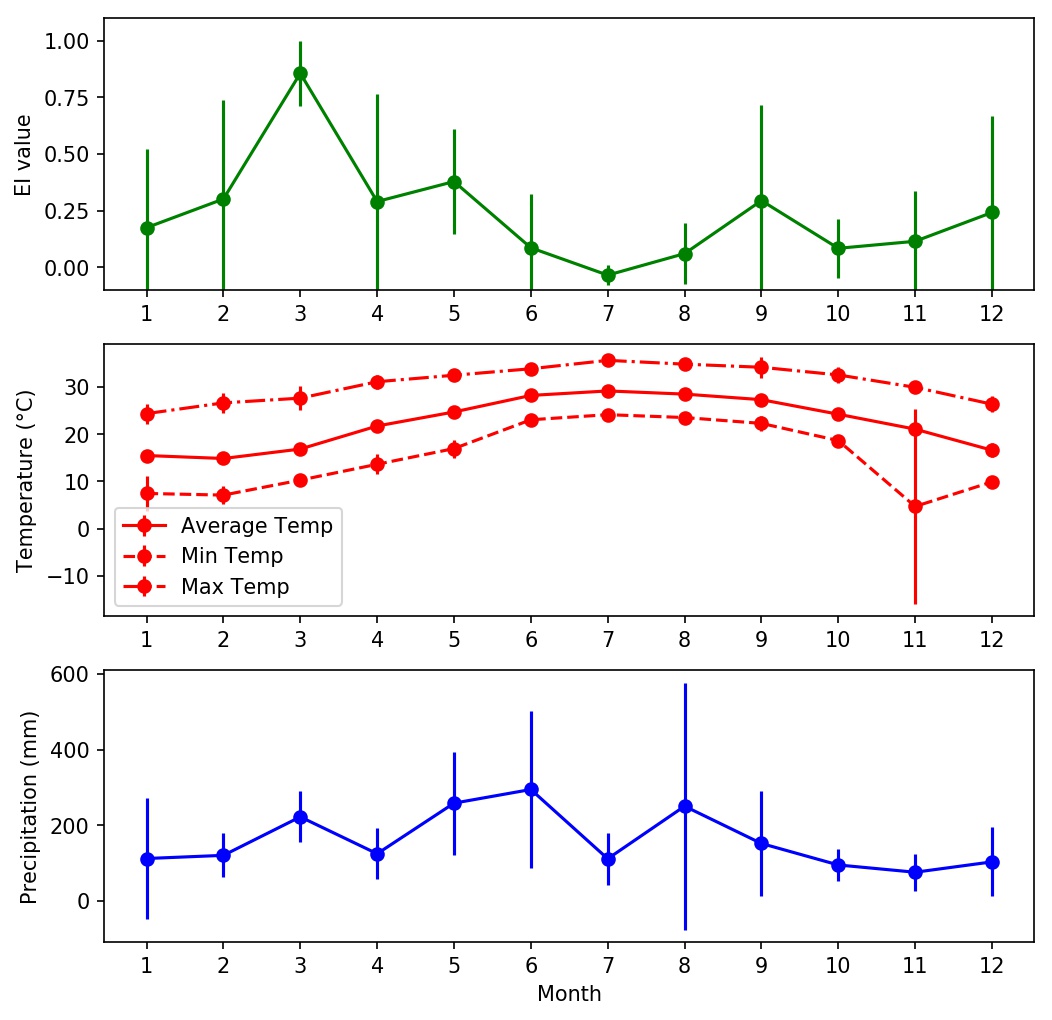 EI value
1.00
0.75
0.50
0.25
0.00
1 2 3 4 5 6 7 8 9 10 11 12
Temperature (°C)
30
20
10
0
−10
Average Temp
Min Temp
Max Temp
1 2 3 4 5 6 7 8 9 10 11 12
Precipitation (mm)
600
400
200
0
1 2 3 4 5 6 7 8 9 10 11 12
Month